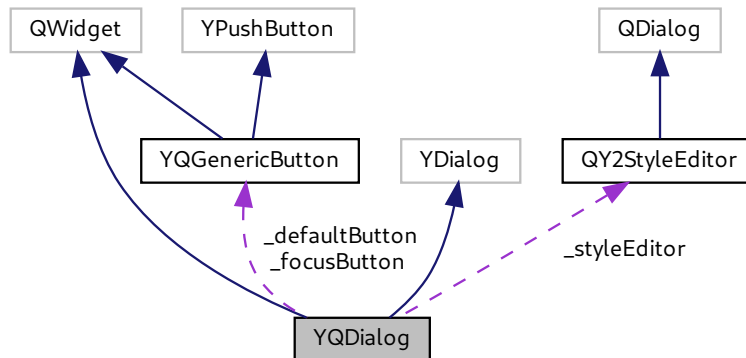 QWidget
YPushButton
QDialog
YQGenericButton
YDialog
QY2StyleEditor
_defaultButton
_focusButton
_styleEditor
YQDialog